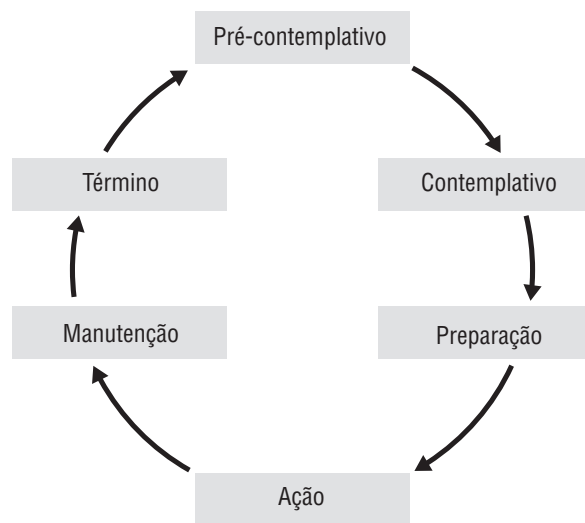 Pré-contemplativo
Contemplativo
Preparação
Ação
Manutenção
Término